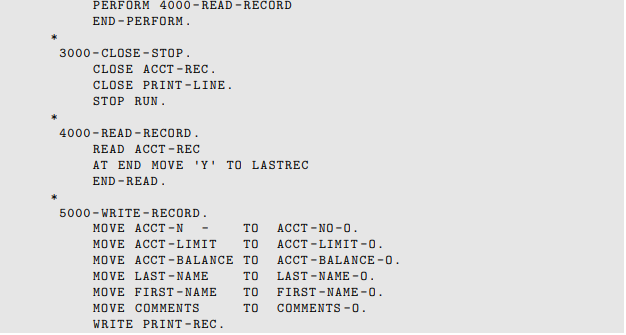 PERFORM 4000-READ-RECORD
END-PERFORM.
*
3000-CLOSE-STOP.
CLOSE ACCT-REC.
CLOSE PRINT-LINE.
STOP RUN.
*
4000-READ-RECORD.
READ ACCT-REC
AT END MOVE 'Y' TO LASTREC
END-READ.
*
5000-WRITE-RECORD.
MOVE ACCT-N - TO ACCT-NO-O.
MOVE ACCT-LIMIT TO ACCT-LIMIT-O.
MOVE ACCT-BALANCE TO ACCT-BALANCE-O.
MOVE LAST-NAME TO LAST-NAME-O.
MOVE FIRST-NAME TO FIRST-NAME-O.
MOVE COMMENTS TO COMMENTS-O.
WRITE PRINT-REC.